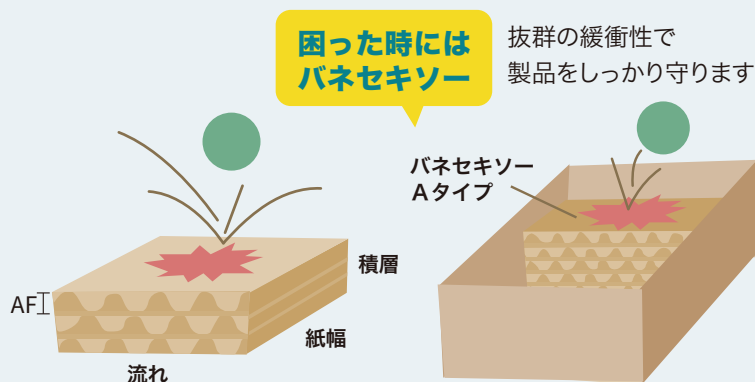 困った時には
バネセキソー
抜群の緩衝性で
製品をしっかり守ります
バネセキソー
Aタイプ
積層
AF
紙幅
流れ